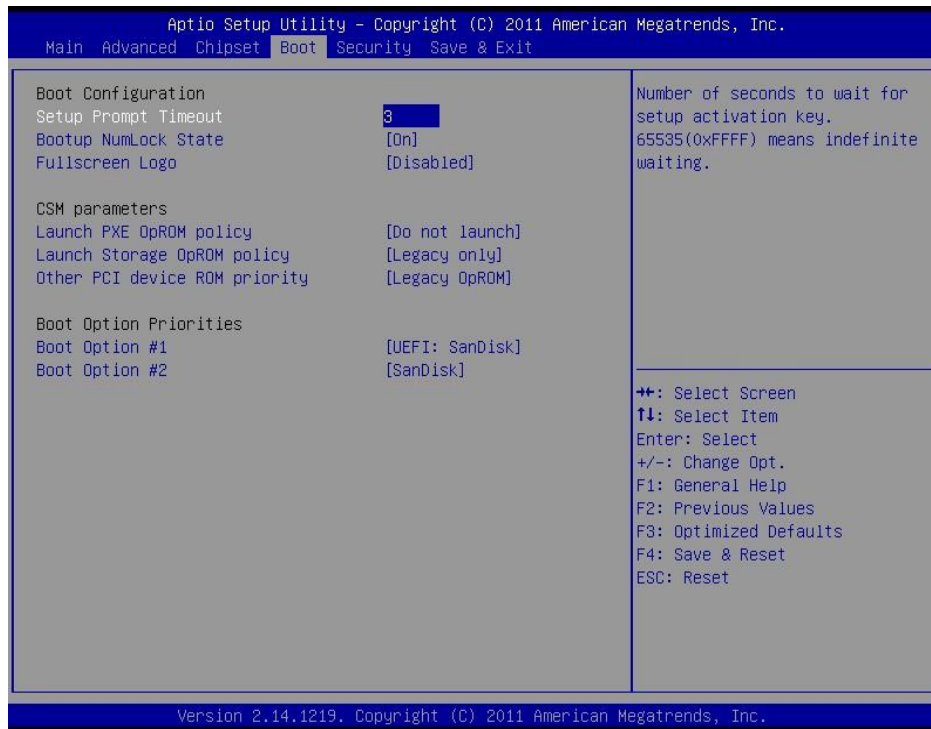 Aptio Setup Utility - Copyright (C) 2011 American Megatrends, Inc.
Main Advanced Chipset Boot Security Save & Exit
Boot Configuration
Setup Prompt Timeout 3
Bootup NumLock State [On]
Fullscreen Logo [Disabled]
CSM parameters
Launch PXE OpROM policy [Do not launch]
Launch Storage OpROM policy [Legacy only]
Other PCI device ROM priority [Legacy OpROM]
Boot Option Priorities
Boot Option #1 [UEFI: SanDisk]
Boot Option #2 [SanDisk]
Number of seconds to wait for
setup activation key.
65535(0xFFFF) means indefinite
waiting.
→←: Select Screen
↑↓: Select Item
Enter: Select
+/-: Change Opt.
F1: General Help
F2: Previous Values
F3: Optimized Defaults
F4: Save & Reset
ESC: Reset
Version 2.14.1219. Copyright (C) 2011 American Megatrends, Inc.